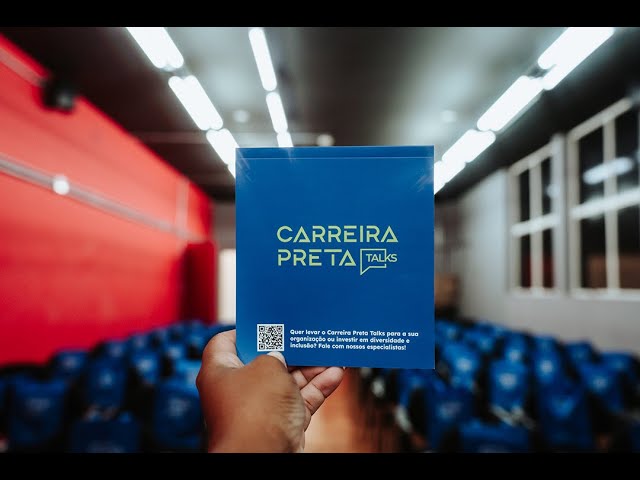 CARREIRA
PRETA TALKS
Quer levar o Carreira Preta Talks para a sua
organização ou investir em diversidade e
inclusão? Fale com nossos especialistas!